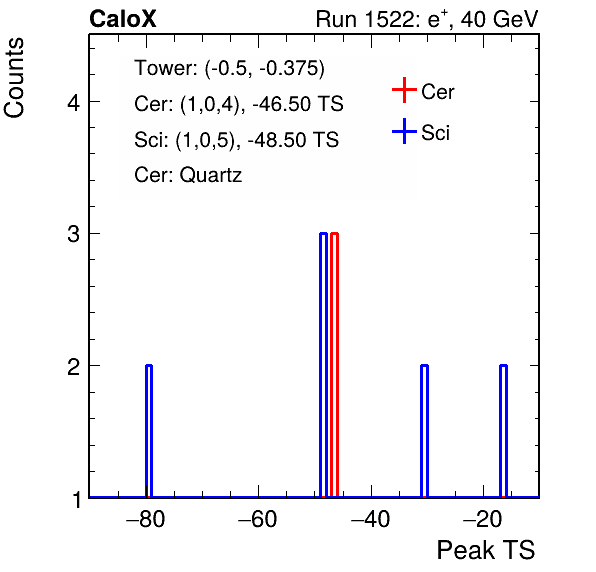 CaloX Run 1522: e⁺, 40 GeV
Counts
Tower: (-0.5, -0.375)
Cer: (1,0,4), -46.50 TS
Sci: (1,0,5), -48.50 TS
Cer: Quartz
Cer
Sci
4
3
2
1
−80 −60 −40 −20
Peak TS